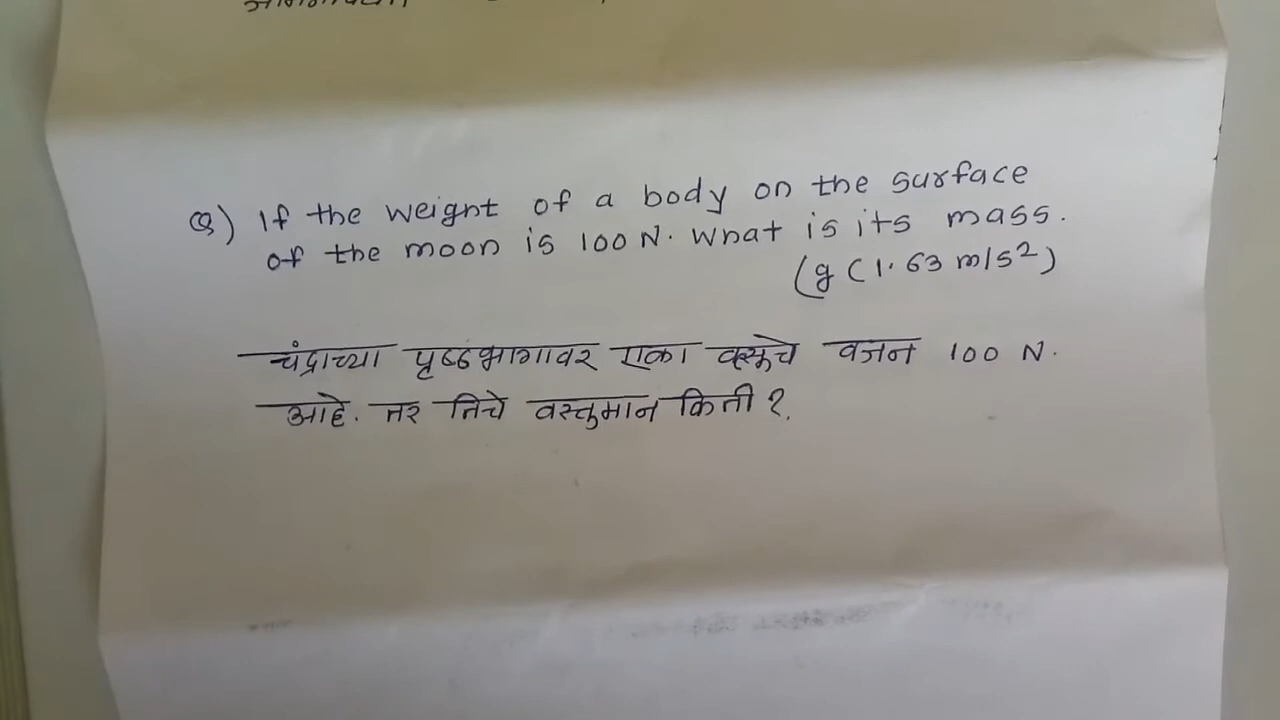 Q) If the weignt of a body on the surface
of the moon is 100 N. What is its mass.
(g (1.63 m/s²)
चंद्राच्या पृष्ठभागावर एका वस्तूचे वजन 100 N.
आहे. तर तिचे वस्तुमान किती ?.